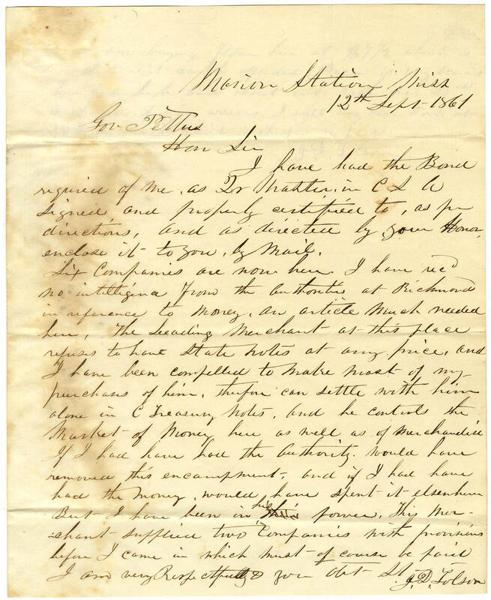 Marion Station Miss
12th Sept 1861
Gov. Pettus
Hon Sir
I have had the Bond
required of me, as Qr Master, in C S A
signed and properly certified to, as per
directions, and as directed by your Honor,
enclose it to you, by Mail.
Six Companies are now here. I have rec'd
no intelligence from the authorities at Richmond
in reference to Money, an article much needed
here, The leading Merchant at this place
refuses to have State Notes at any price, and
I have been compelled to make most of my
purchases of him, therefore can settle with him
alone in C Treasury Notes, and he controls the
Market of Money here as well as of Merchandise
If I had have had the Authority would have
removed this encampment, and if I had have
had the Money, would have spent it elsewhere
But I have been in his power, This Mer-
chant supplied two Companies with provisions
before I came in which must of course be paid
I am very Respectfully your Obt St
J. D. Tolson